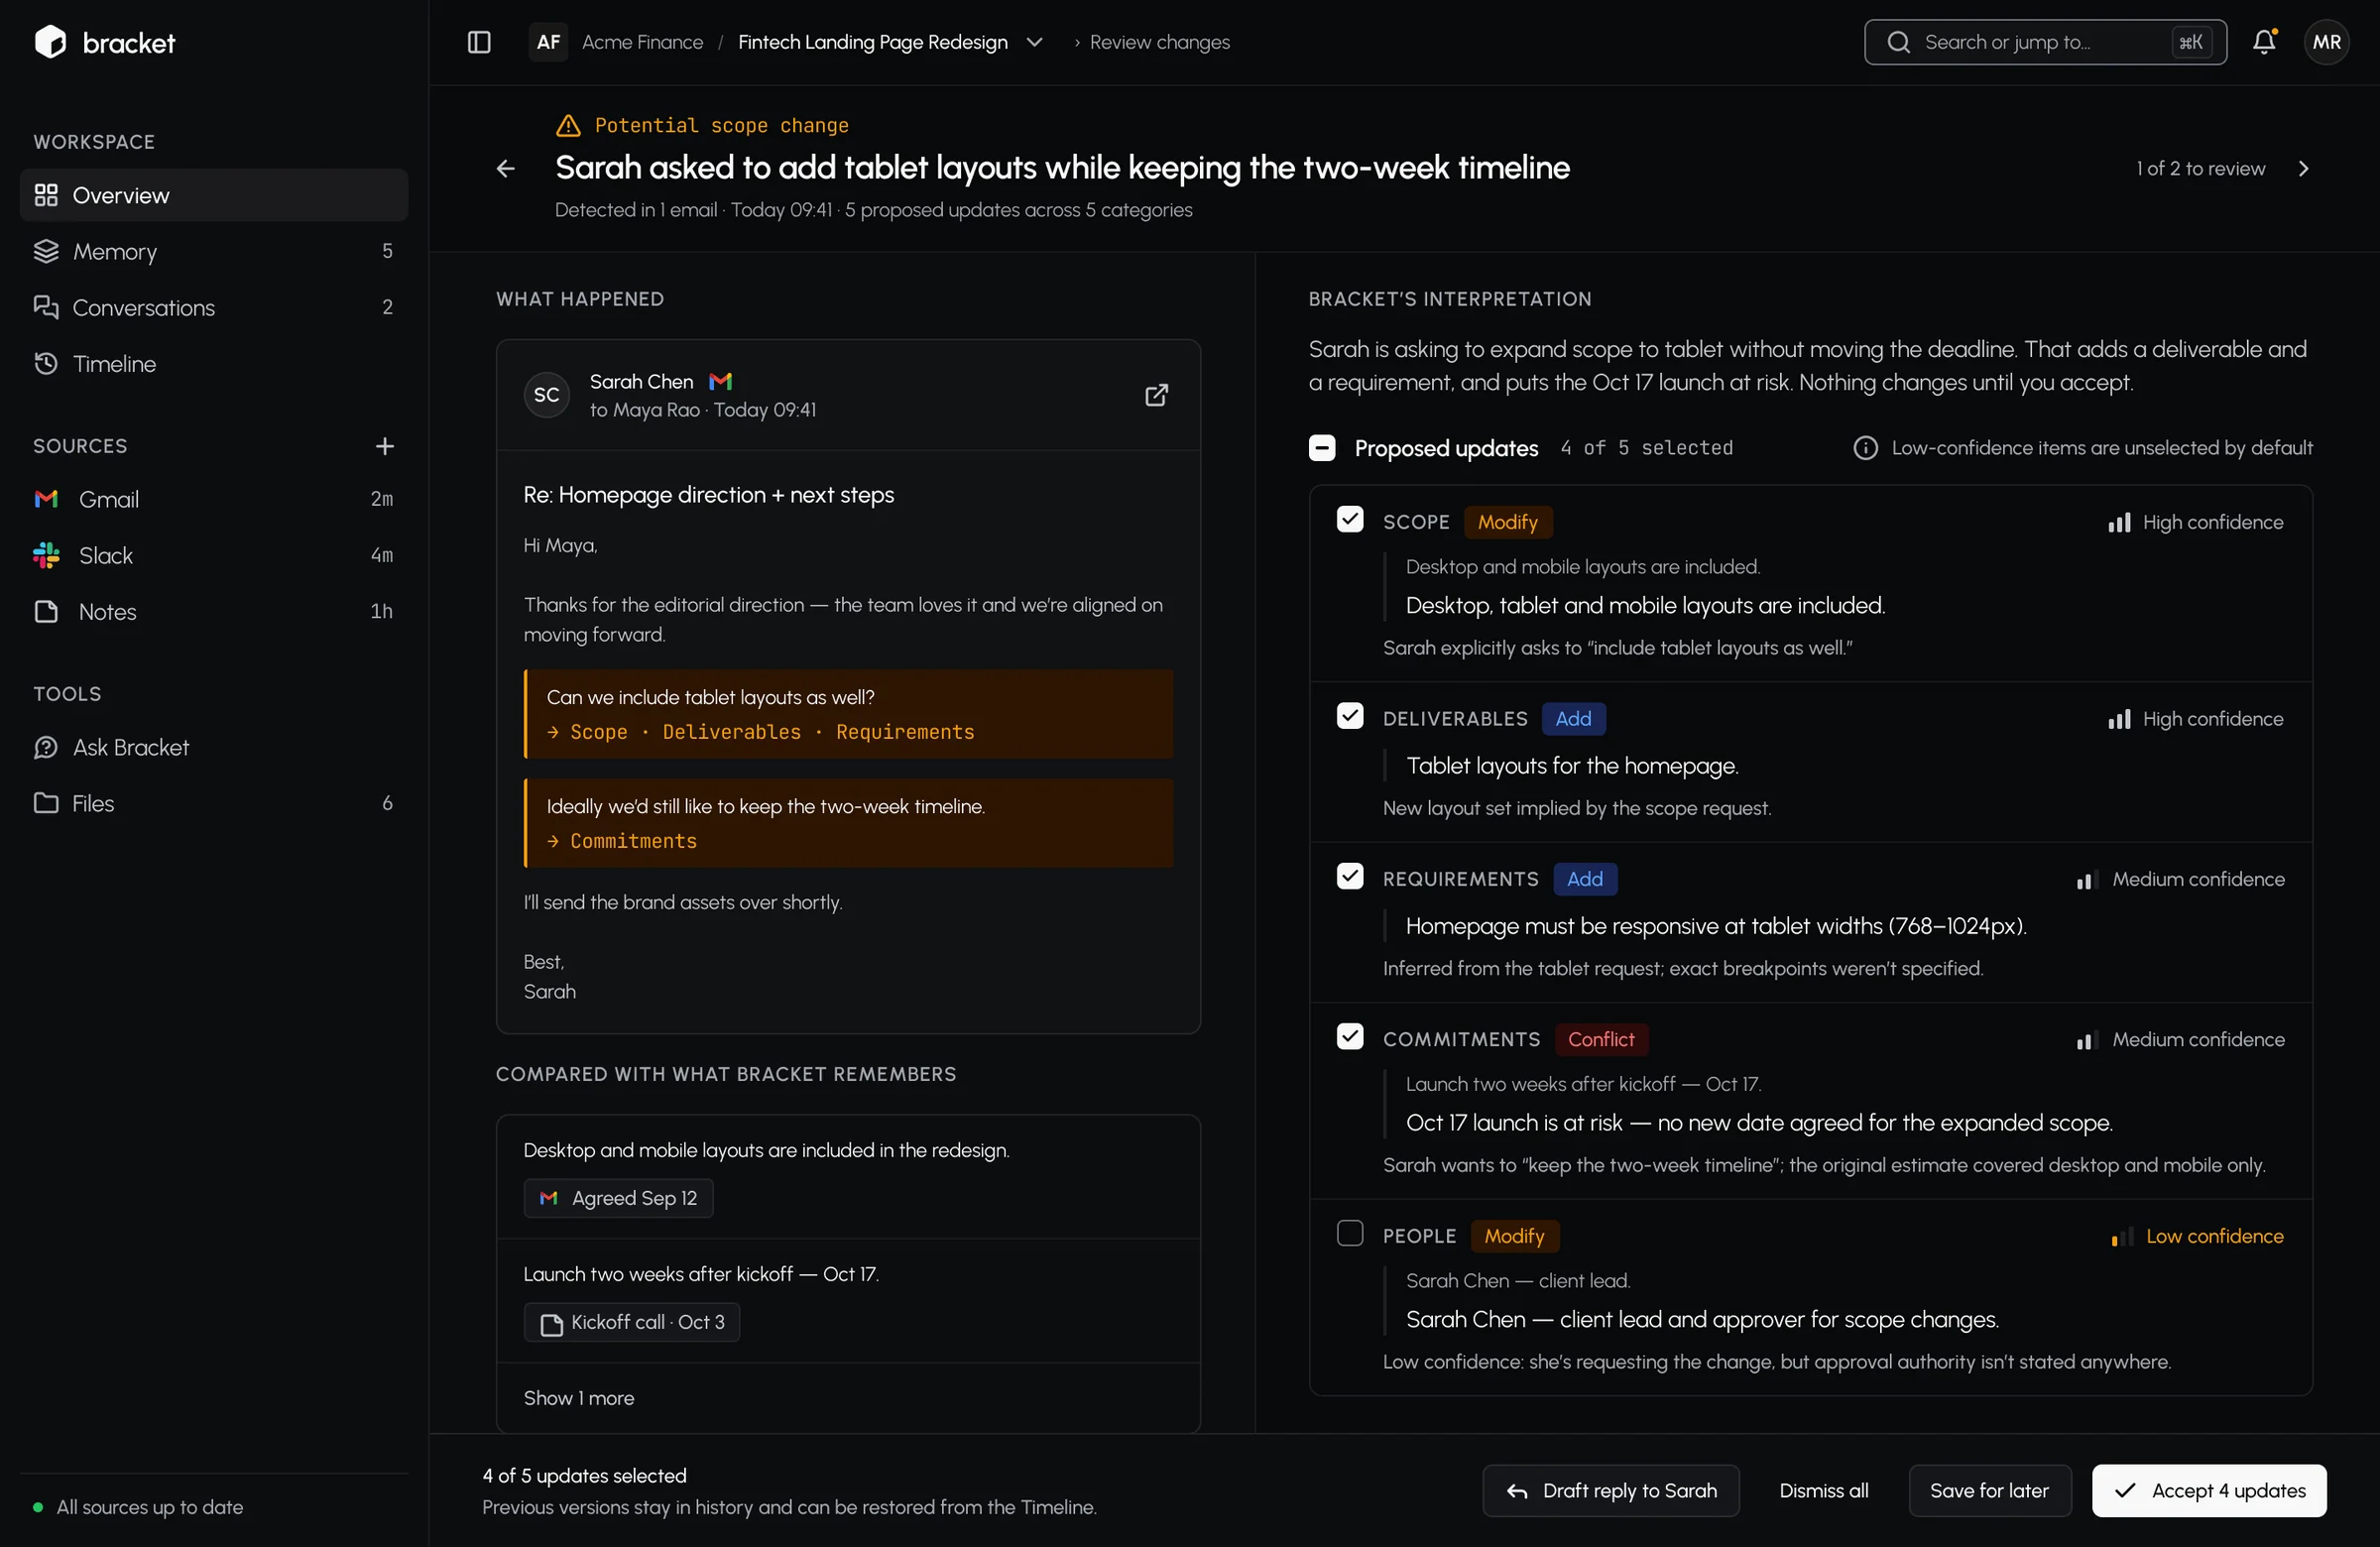 bracket
WORKSPACE
Overview
Memory 5
Conversations 2
Timeline
SOURCES
Gmail 2m
Slack 4m
Notes 1h
TOOLS
Ask Bracket
Files 6
All sources up to date
AF Acme Finance / Fintech Landing Page Redesign › Review changes
Search or jump to... ⌘K
MR
Potential scope change
Sarah asked to add tablet layouts while keeping the two-week timeline
Detected in 1 email · Today 09:41 · 5 proposed updates across 5 categories
1 of 2 to review
WHAT HAPPENED
SC
Sarah Chen
to Maya Rao · Today 09:41
Re: Homepage direction + next steps
Hi Maya,
Thanks for the editorial direction — the team loves it and we’re aligned on
moving forward.
Can we include tablet layouts as well?
→ Scope · Deliverables · Requirements
Ideally we’d still like to keep the two-week timeline.
→ Commitments
I’ll send the brand assets over shortly.
Best,
Sarah
COMPARED WITH WHAT BRACKET REMEMBERS
Desktop and mobile layouts are included in the redesign.
Agreed Sep 12
Launch two weeks after kickoff — Oct 17.
Kickoff call · Oct 3
Show 1 more
BRACKET’S INTERPRETATION
Sarah is asking to expand scope to tablet without moving the deadline. That adds a deliverable and
a requirement, and puts the Oct 17 launch at risk. Nothing changes until you accept.
Proposed updates 4 of 5 selected
Low-confidence items are unselected by default
SCOPE Modify High confidence
Desktop and mobile layouts are included.
Desktop, tablet and mobile layouts are included.
Sarah explicitly asks to “include tablet layouts as well.”
DELIVERABLES Add High confidence
Tablet layouts for the homepage.
New layout set implied by the scope request.
REQUIREMENTS Add Medium confidence
Homepage must be responsive at tablet widths (768–1024px).
Inferred from the tablet request; exact breakpoints weren’t specified.
COMMITMENTS Conflict Medium confidence
Launch two weeks after kickoff — Oct 17.
Oct 17 launch is at risk — no new date agreed for the expanded scope.
Sarah wants to “keep the two-week timeline”; the original estimate covered desktop and mobile only.
PEOPLE Modify Low confidence
Sarah Chen — client lead.
Sarah Chen — client lead and approver for scope changes.
Low confidence: she’s requesting the change, but approval authority isn’t stated anywhere.
4 of 5 updates selected
Previous versions stay in history and can be restored from the Timeline.
Draft reply to Sarah
Dismiss all
Save for later
Accept 4 updates